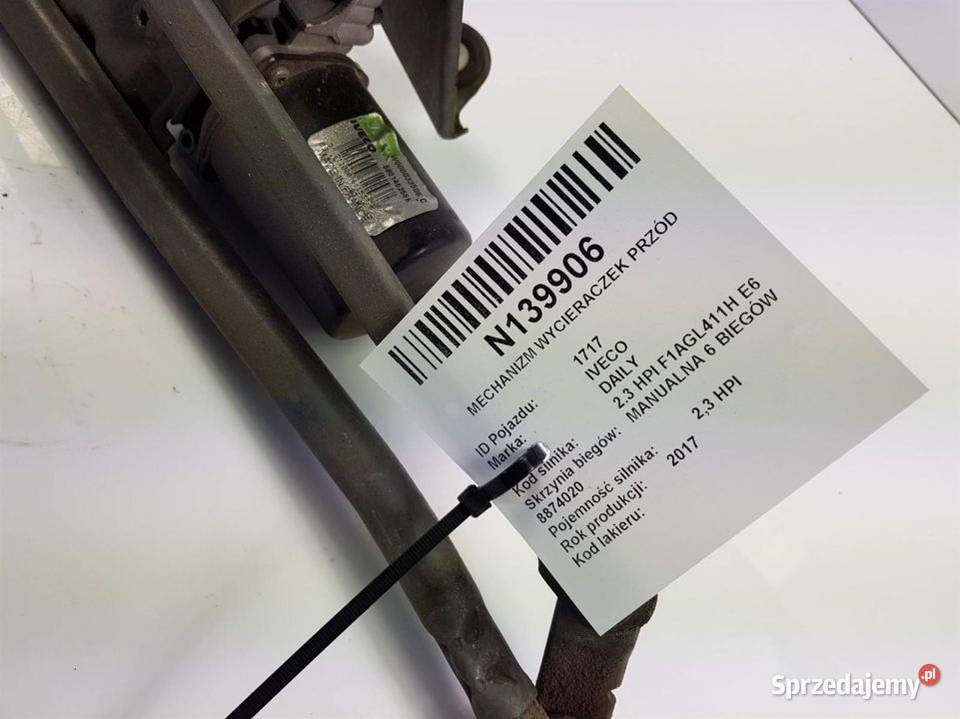 IVECO
N139906
MECHANIZM WYCIERACZEK PRZÓD
ID Pojazdu: 1717
Marka: IVECO
DAILY
Kod silnika: 2.3 HPI F1AGL411H E6
Skrzynia biegów: MANUALNA 6 BIEGÓW
8874020
Pojemność silnika: 2,3 HPI
Rok produkcji: 2017
Kod lakieru:
Sprzedajemy.pl